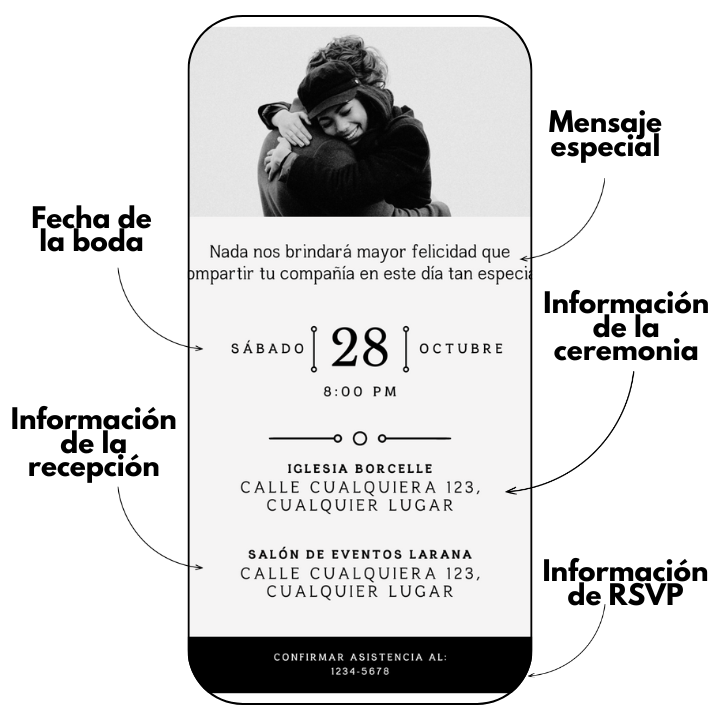 Mensaje
especial
Fecha de
la boda
Nada nos brindará mayor felicidad que
ompartir tu compañía en este día tan especia
Información
de la
ceremonia
SÁBADO 28 OCTUBRE
8:00 PM
Información
de la
recepción
IGLESIA BORCELLE
CALLE CUALQUIERA 123,
CUALQUIER LUGAR
SALÓN DE EVENTOS LARANA
CALLE CUALQUIERA 123,
CUALQUIER LUGAR
Información
de RSVP
CONFIRMAR ASISTENCIA AL:
1234-5678